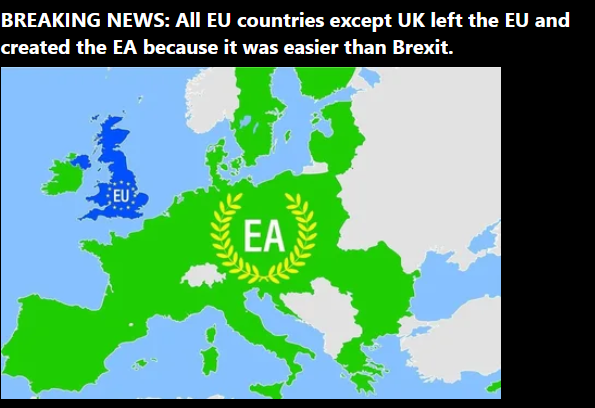 BREAKING NEWS: All EU countries except UK left the EU and
created the EA because it was easier than Brexit.
EU
EA